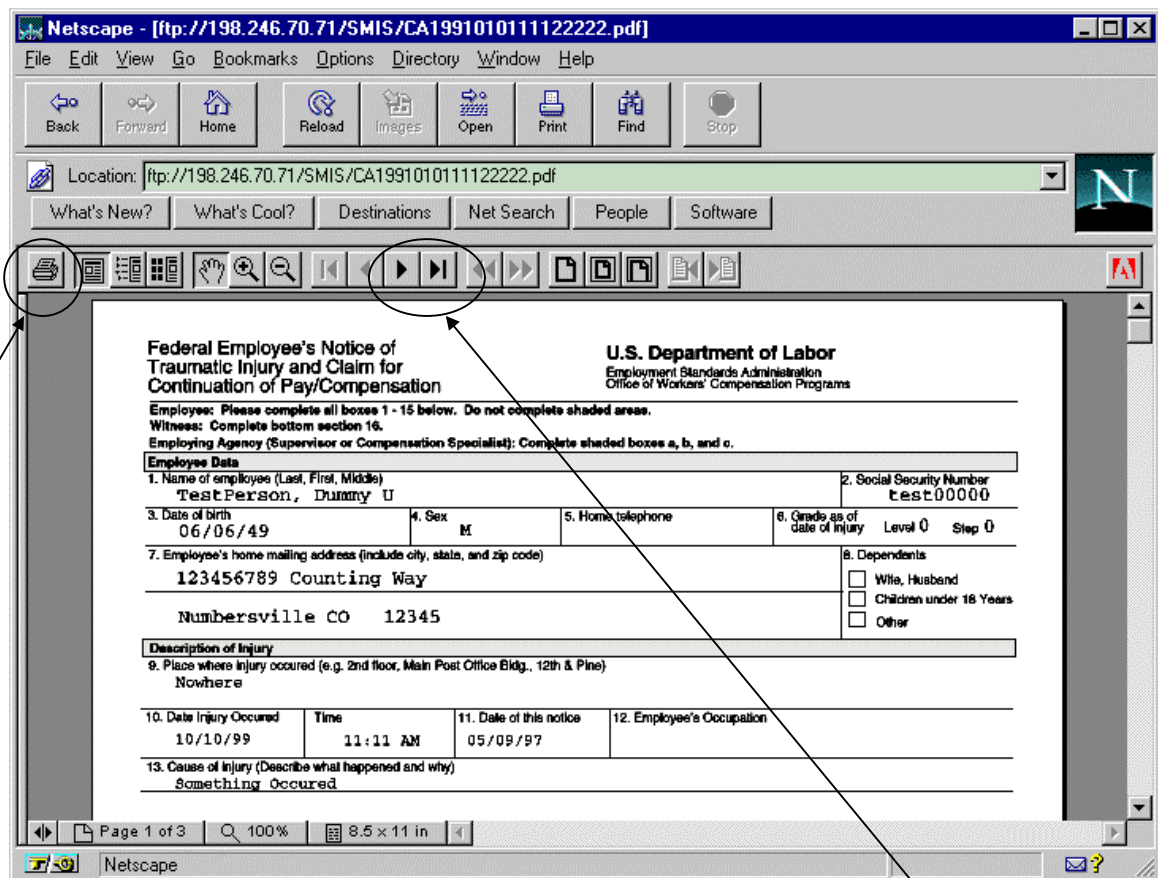 Netscape - [ftp://198.246.70.71/SMIS/CA1991010111122222.pdf]
File Edit View Go Bookmarks Options Directory Window Help
Back Forward Home Reload Images Open Print Find Stop
Location: ftp://198.246.70.71/SMIS/CA1991010111122222.pdf
N
What's New? What's Cool? Destinations Net Search People Software
Federal Employee's Notice of
Traumatic Injury and Claim for
Continuation of Pay/Compensation
U.S. Department of Labor
Employment Standards Administration
Office of Workers' Compensation Programs
Employee: Please complete all boxes 1 - 15 below. Do not complete shaded areas.
Witness: Complete bottom section 16.
Employing Agency (Supervisor or Compensation Specialist): Complete shaded boxes a, b, and c.
Employee Data
1. Name of employee (Last, First, Middle) 2. Social Security Number
TestPerson, Dummy U test00000
3. Date of birth 4. Sex 5. Home telephone 6. Grade as of
date of injury Level 0 Step 0
06/06/49 M
7. Employee's home mailing address (include city, state, and zip code) 8. Dependents
123456789 Counting Way
Wife, Husband
Children under 18 Years
Numbersville CO 12345
Other
Description of Injury
9. Place where injury occured (e.g. 2nd floor, Main Post Office Bldg., 12th & Pine)
Nowhere
10. Date Injury Occured Time 11. Date of this notice 12. Employee's Occupation
10/10/99 11:11 AM 05/09/97
13. Cause of injury (Describe what happened and why)
Something Occured
Page 1 of 3 100% 8.5 x 11 in
Netscape